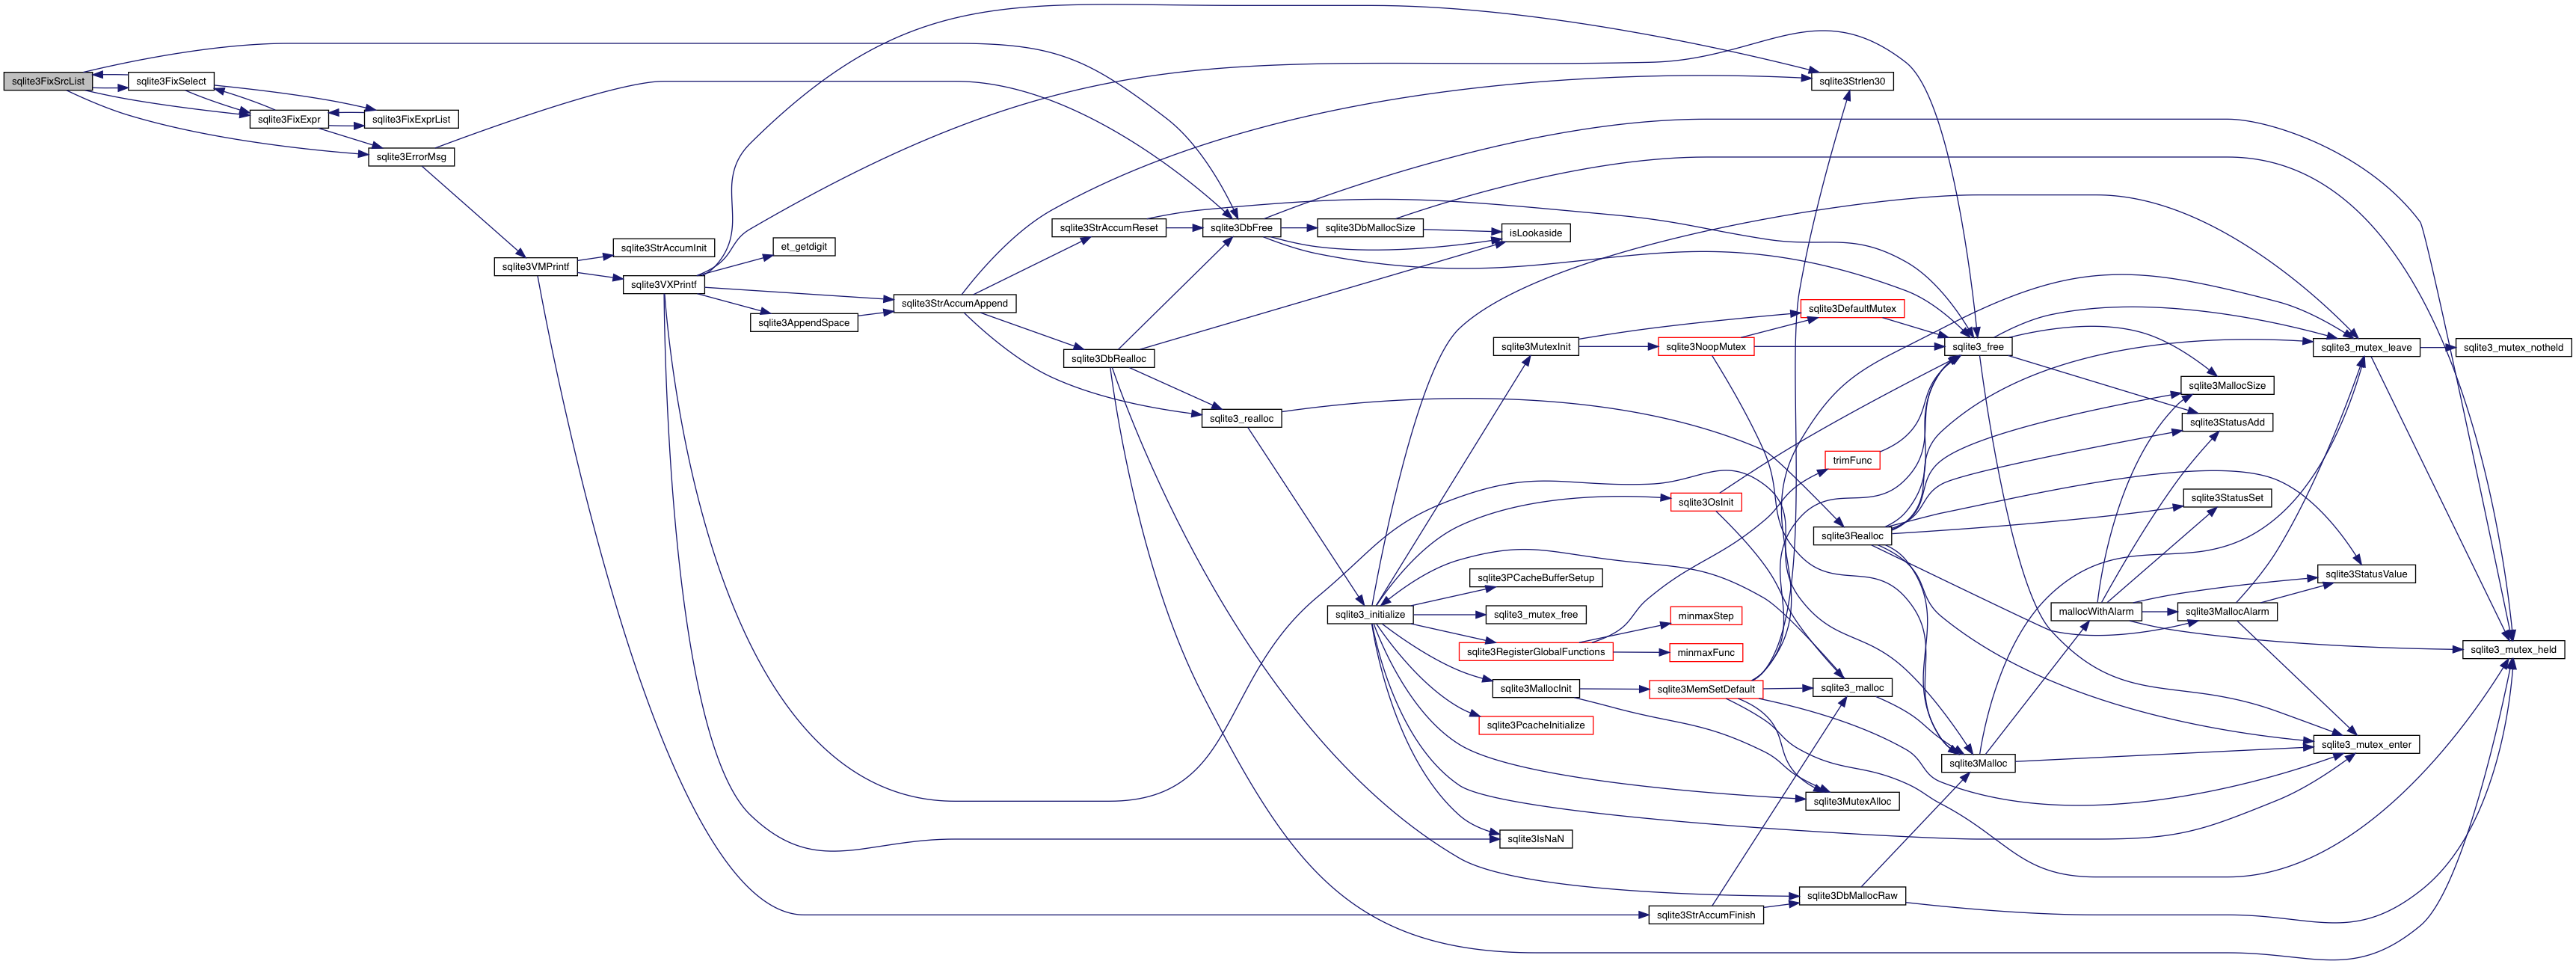 sqlite3FixSrcList
sqlite3FixSelect
sqlite3FixExpr
sqlite3FixExprList
sqlite3ErrorMsg
sqlite3VMPrintf
sqlite3StrAccumInit
sqlite3VXPrintf
et_getdigit
sqlite3AppendSpace
sqlite3StrAccumAppend
sqlite3StrAccumReset
sqlite3DbRealloc
sqlite3DbFree
sqlite3_realloc
sqlite3DbMallocSize
isLookaside
sqlite3_initialize
sqlite3MutexInit
sqlite3PCacheBufferSetup
sqlite3_mutex_free
sqlite3RegisterGlobalFunctions
sqlite3MallocInit
sqlite3PcacheInitialize
sqlite3IsNaN
sqlite3NoopMutex
sqlite3OsInit
minmaxStep
minmaxFunc
sqlite3MemSetDefault
sqlite3StrAccumFinish
sqlite3Strlen30
sqlite3DefaultMutex
trimFunc
sqlite3Realloc
sqlite3_malloc
sqlite3MutexAlloc
sqlite3DbMallocRaw
sqlite3_free
sqlite3Malloc
mallocWithAlarm
sqlite3MallocSize
sqlite3StatusAdd
sqlite3StatusSet
sqlite3MallocAlarm
sqlite3_mutex_leave
sqlite3StatusValue
sqlite3_mutex_enter
sqlite3_mutex_notheld
sqlite3_mutex_held